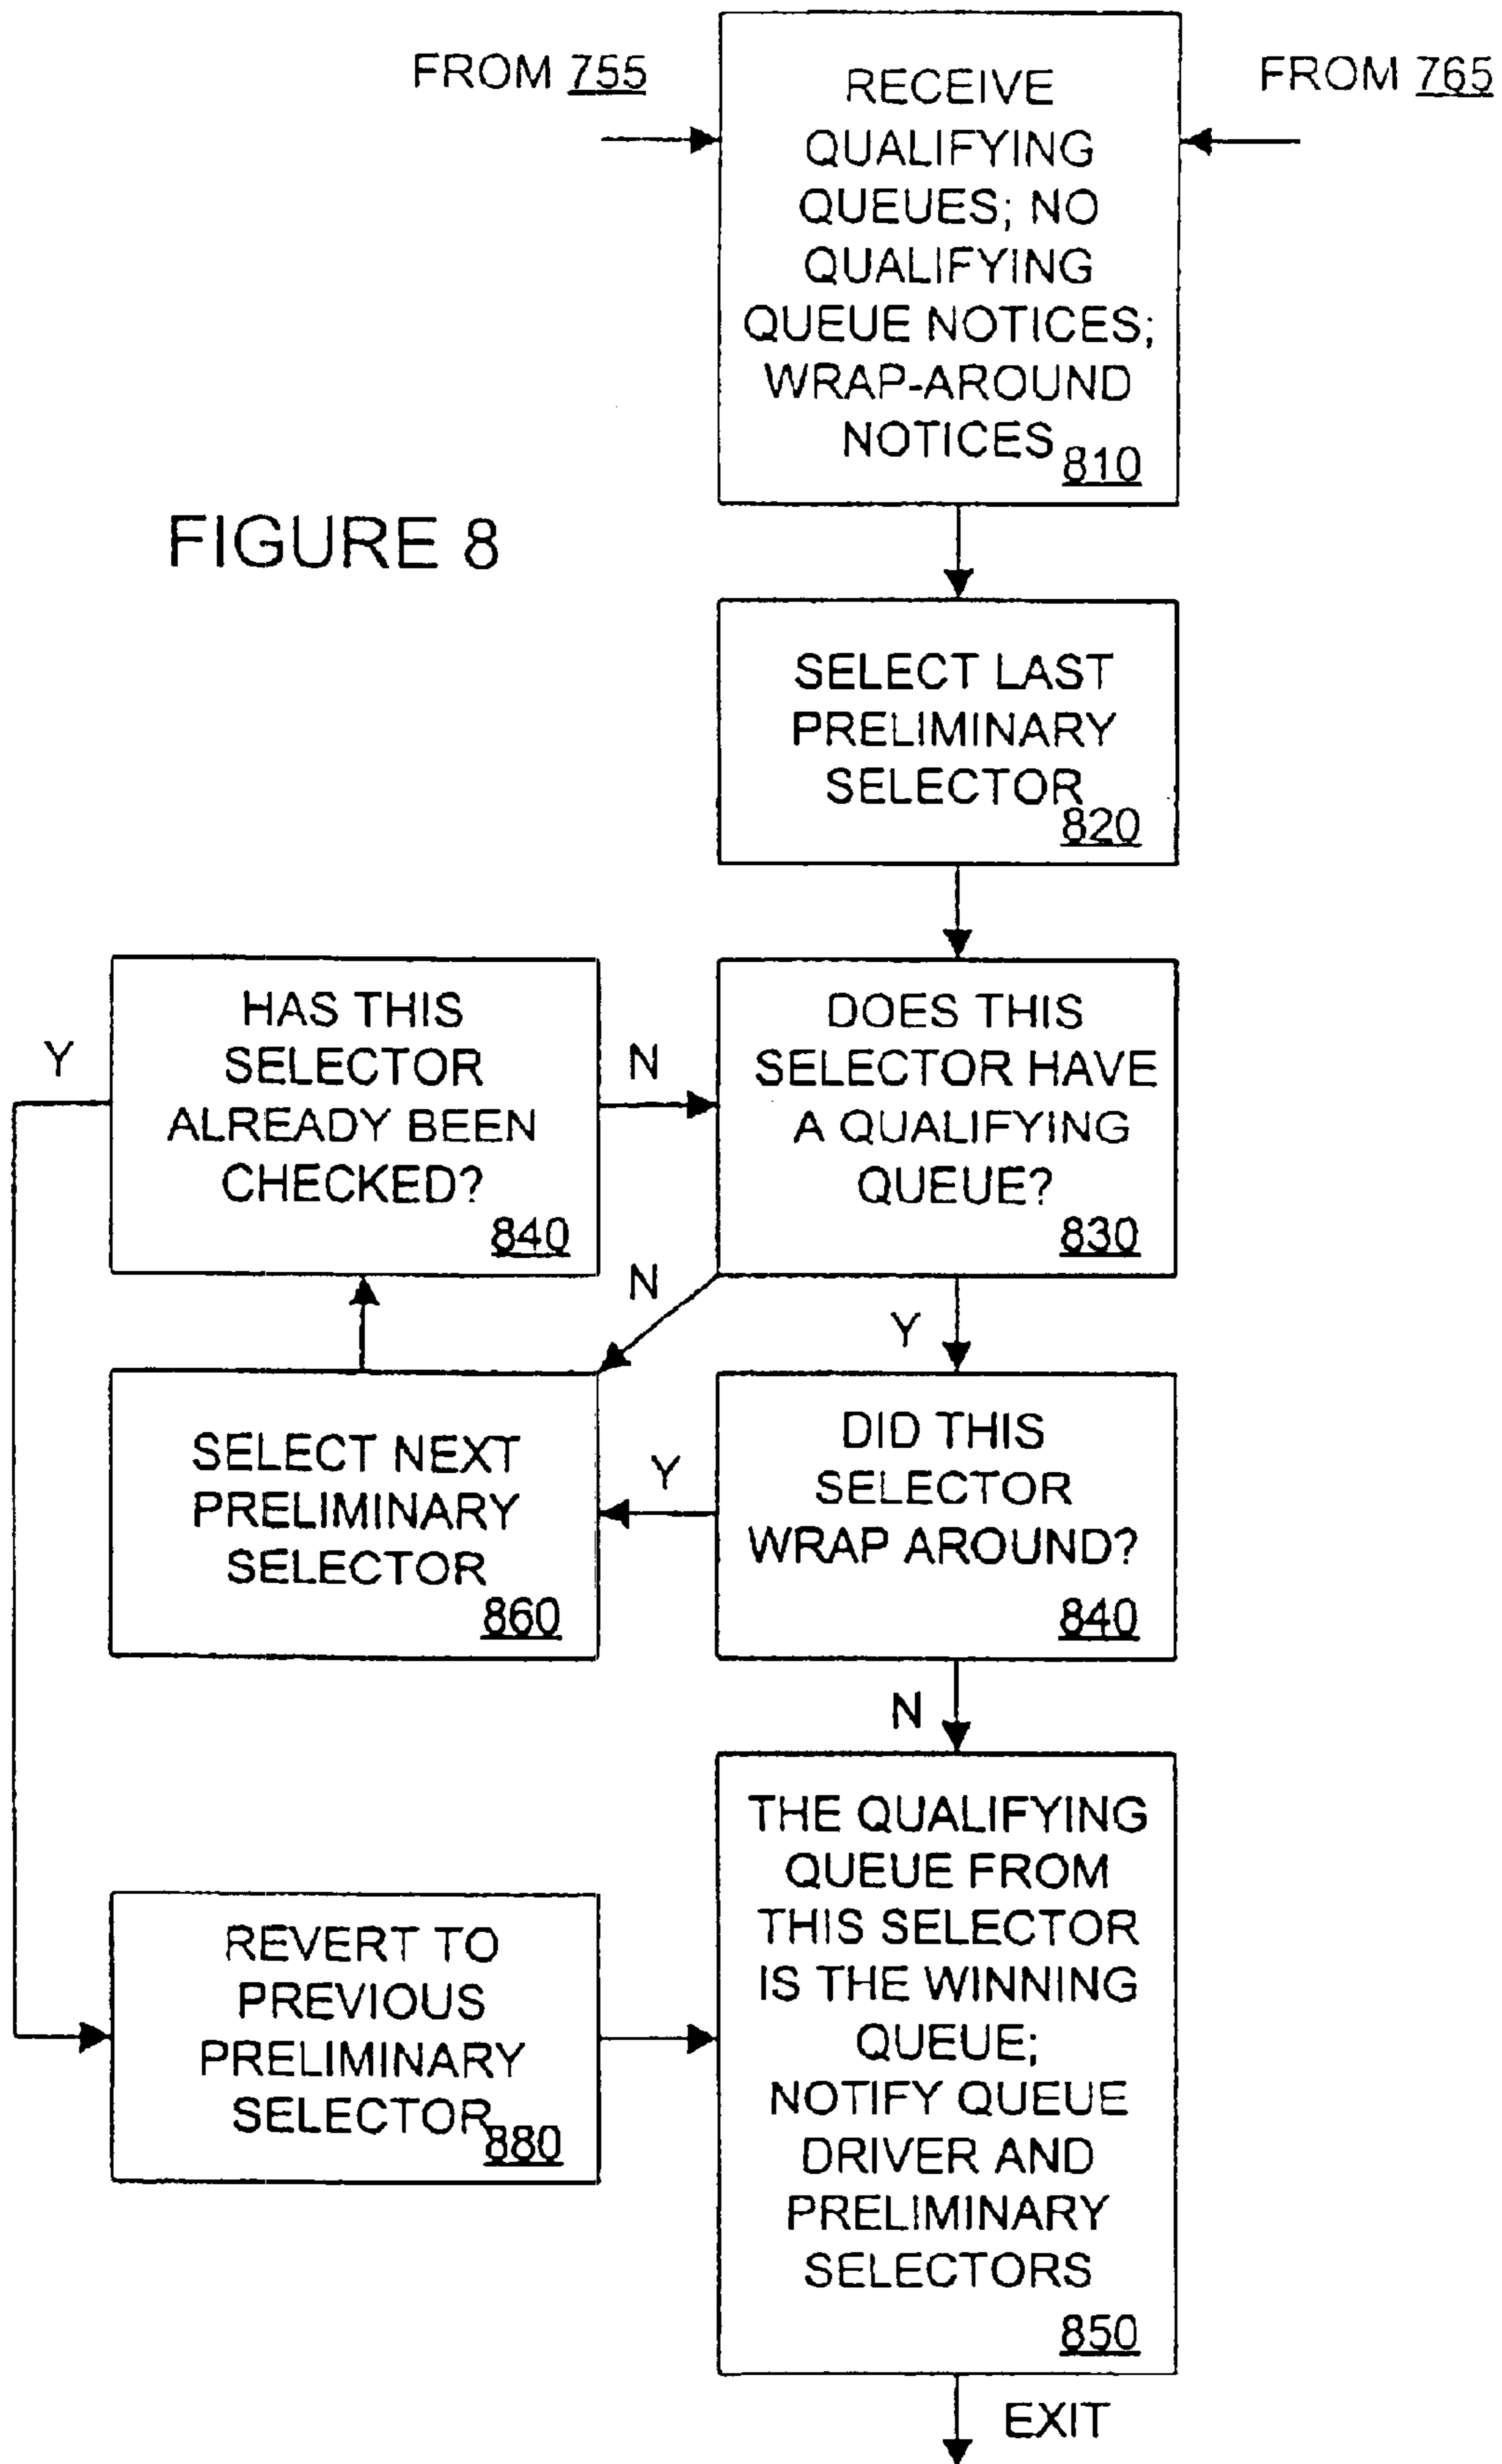 FROM 755
FROM 765
RECEIVE
QUALIFYING
QUEUES; NO
QUALIFYING
QUEUE NOTICES;
WRAP-AROUND
NOTICES
810
FIGURE 8
SELECT LAST
PRELIMINARY
SELECTOR
820
Y
HAS THIS
SELECTOR
ALREADY BEEN
CHECKED?
840
N
DOES THIS
SELECTOR HAVE
A QUALIFYING
QUEUE?
830
N
Y
SELECT NEXT
PRELIMINARY
SELECTOR
860
Y
DID THIS
SELECTOR
WRAP AROUND?
840
N
REVERT TO
PREVIOUS
PRELIMINARY
SELECTOR
880
THE QUALIFYING
QUEUE FROM
THIS SELECTOR
IS THE WINNING
QUEUE;
NOTIFY QUEUE
DRIVER AND
PRELIMINARY
SELECTORS
850
EXIT